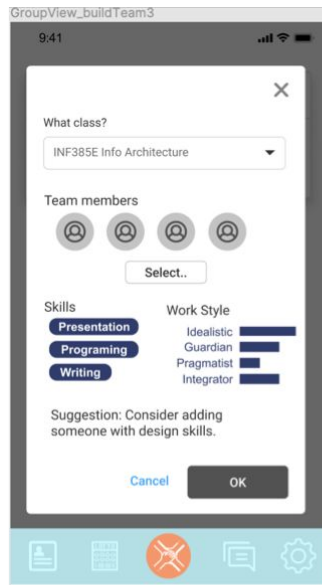 GroupView_buildTeam3
9:41
What class?
INF385E Info Architecture
Team members
Select..
Skills
Presentation
Programing
Writing
Work Style
Idealistic
Guardian
Pragmatist
Integrator
Suggestion: Consider adding
someone with design skills.
Cancel
OK